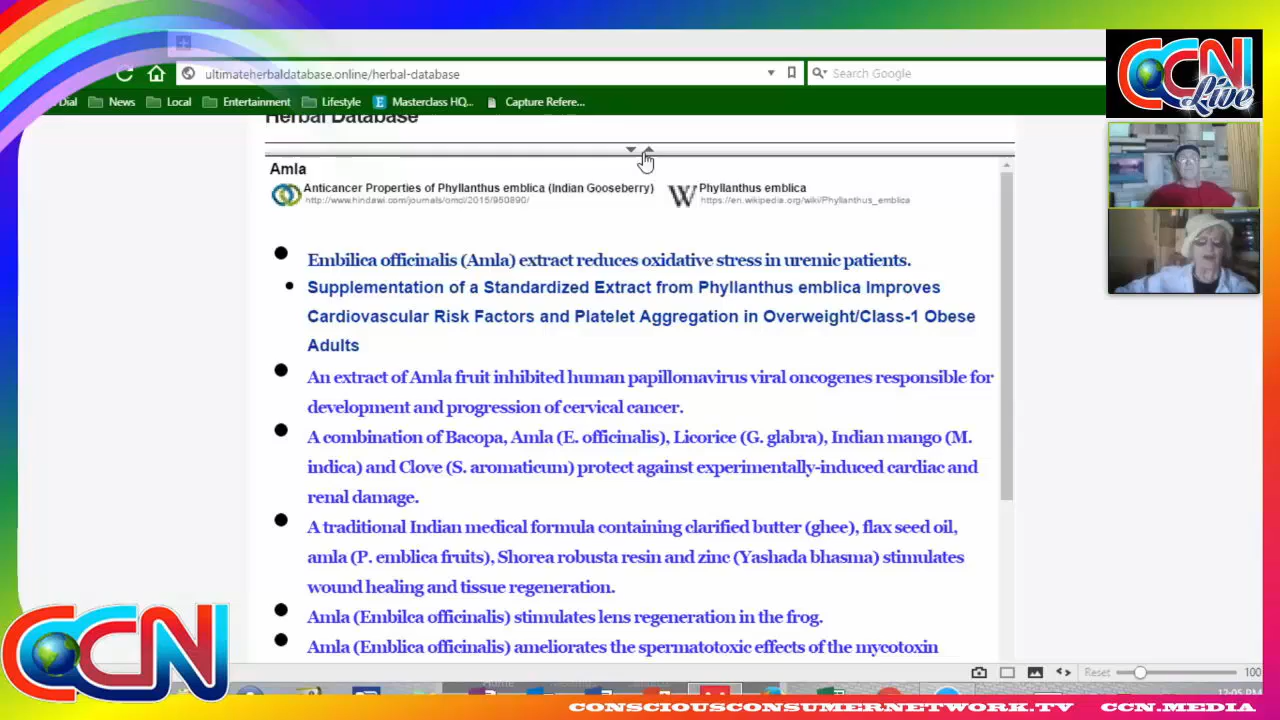 CCN
Live
ultimateherbaldatabase.online/herbal-database
Search Google
Dial News Local Entertainment Lifestyle Masterclass HQ... Capture Refere...
Herbal Database
Amla
Anticancer Properties of Phyllanthus emblica (Indian Gooseberry)
http://www.hindawi.com/journals/omcl/2015/950890/
Phyllanthus emblica
https://en.wikipedia.org/wiki/Phyllanthus_emblica
Embilica officinalis (Amla) extract reduces oxidative stress in uremic patients.
Supplementation of a Standardized Extract from Phyllanthus emblica Improves
Cardiovascular Risk Factors and Platelet Aggregation in Overweight/Class-1 Obese
Adults
An extract of Amla fruit inhibited human papillomavirus viral oncogenes responsible for
development and progression of cervical cancer.
A combination of Bacopa, Amla (E. officinalis), Licorice (G. glabra), Indian mango (M.
indica) and Clove (S. aromaticum) protect against experimentally-induced cardiac and
renal damage.
A traditional Indian medical formula containing clarified butter (ghee), flax seed oil,
amla (P. emblica fruits), Shorea robusta resin and zinc (Yashada bhasma) stimulates
wound healing and tissue regeneration.
Amla (Embilca officinalis) stimulates lens regeneration in the frog.
Amla (Emblica officinalis) ameliorates the spermatotoxic effects of the mycotoxin
Reset 100
12:05 PM
CCN
CONSCIOUSCONSUMERNETWORK.TV CCN.MEDIA